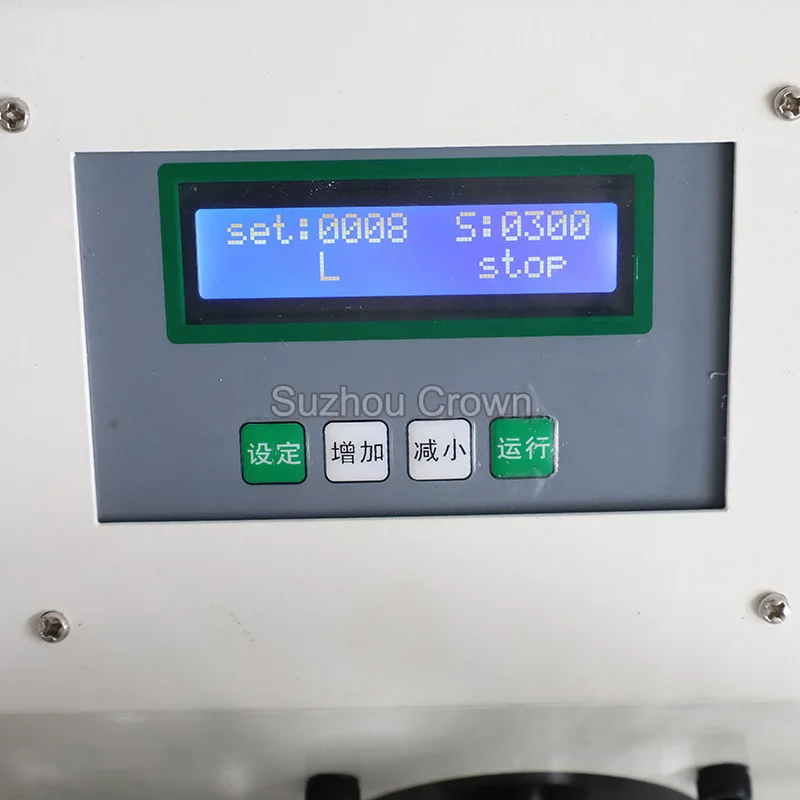 set:0008 S:0300
L stop
Suzhou Crown
设定 增加 减小 运行